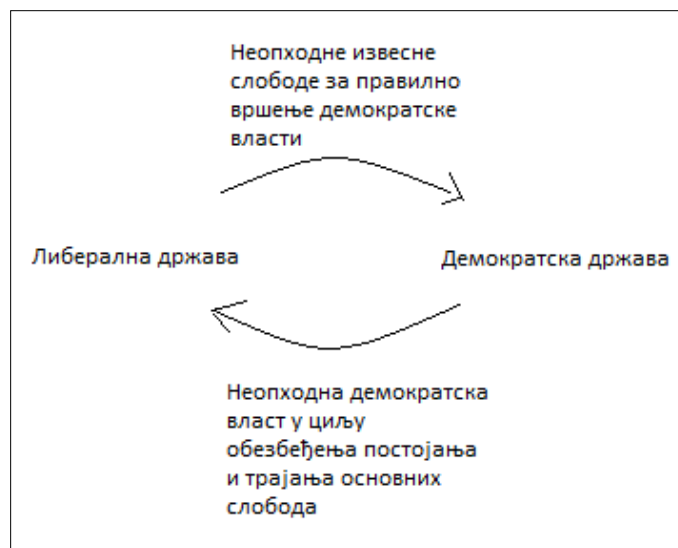 Неопходне извесне
слободе за правилно
вршење демократске
власти
Либерална држава
Демократска држава
Неопходна демократска
власт у циљу
обезбеђења постојања
и трајања основних
слобода